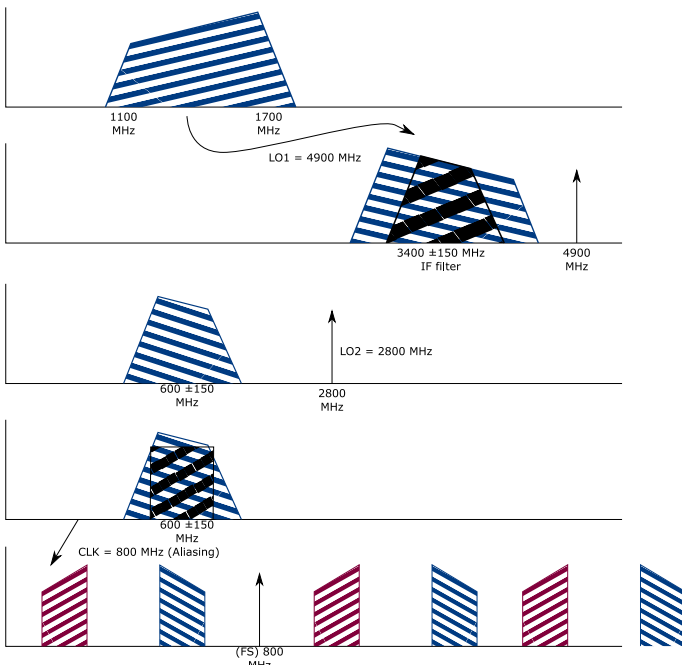 1100
MHz
1700
MHz
LO1 = 4900 MHz
3400 ±150 MHz
IF filter
4900
MHz
LO2 = 2800 MHz
600 ±150
MHz
2800
MHz
600 ±150
MHz
CLK = 800 MHz (Aliasing)
(FS) 800
MHz